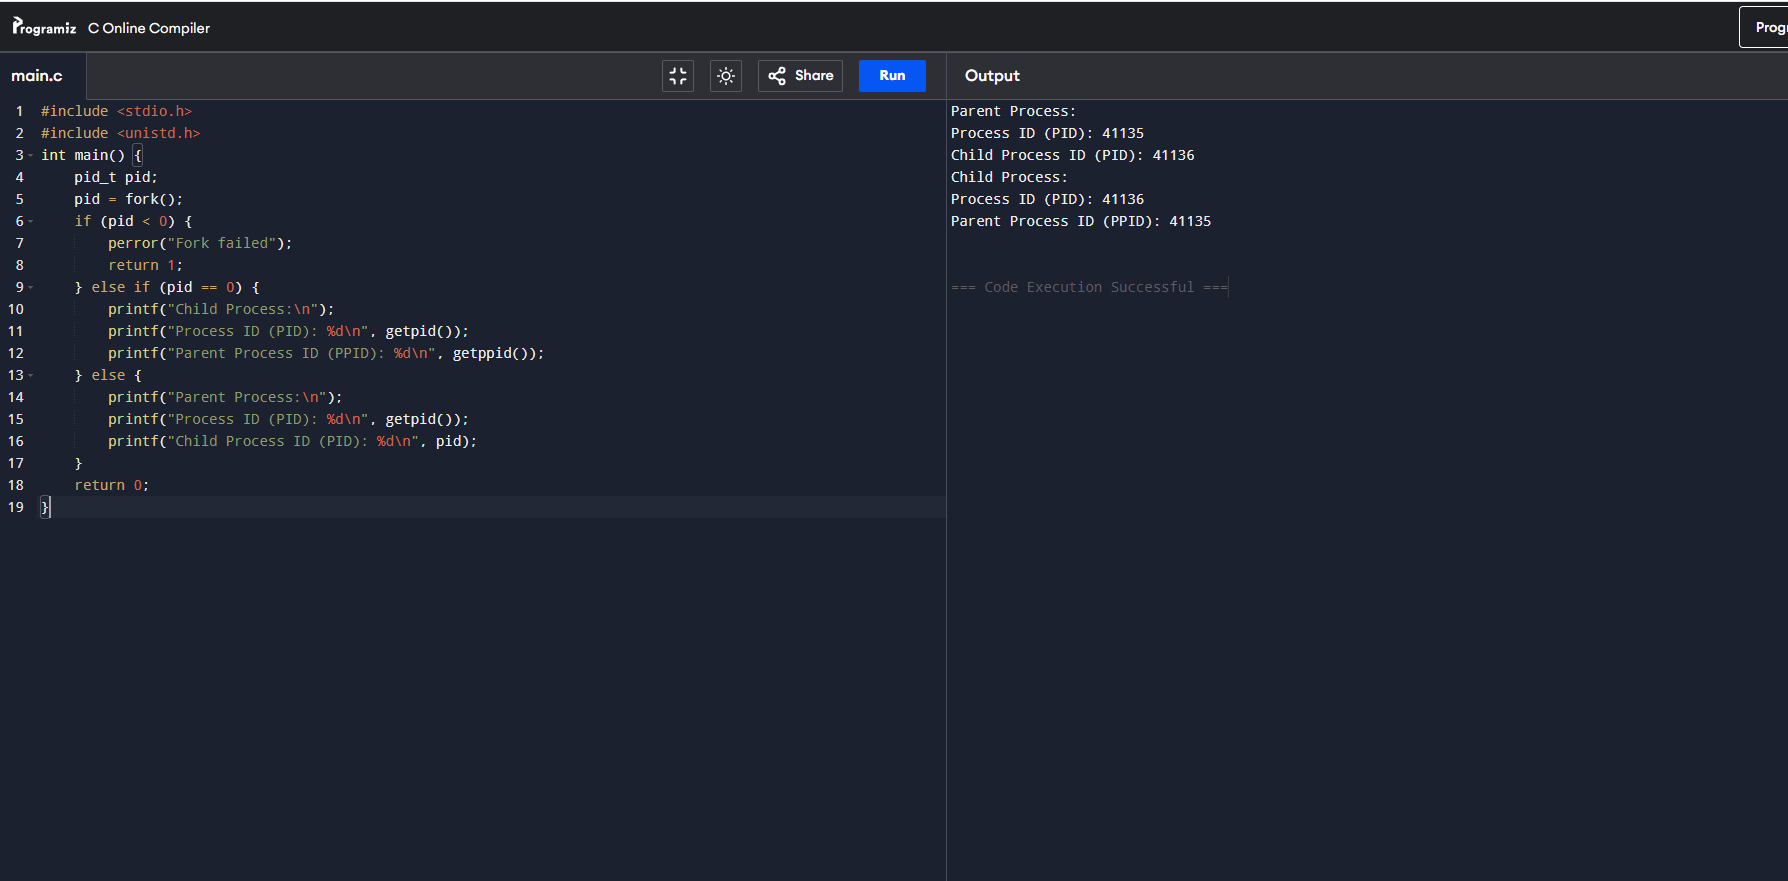 Programiz C Online Compiler
main.c Share Run Output
1 #include <stdio.h>
2 #include <unistd.h>
3 int main() {
4     pid_t pid;
5     pid = fork();
6     if (pid < 0) {
7         perror("Fork failed");
8         return 1;
9     } else if (pid == 0) {
10         printf("Child Process:\n");
11         printf("Process ID (PID): %d\n", getpid());
12         printf("Parent Process ID (PPID): %d\n", getppid());
13     } else {
14         printf("Parent Process:\n");
15         printf("Process ID (PID): %d\n", getpid());
16         printf("Child Process ID (PID): %d\n", pid);
17     }
18     return 0;
19 }
Parent Process:
Process ID (PID): 41135
Child Process ID (PID): 41136
Child Process:
Process ID (PID): 41136
Parent Process ID (PPID): 41135
=== Code Execution Successful ===